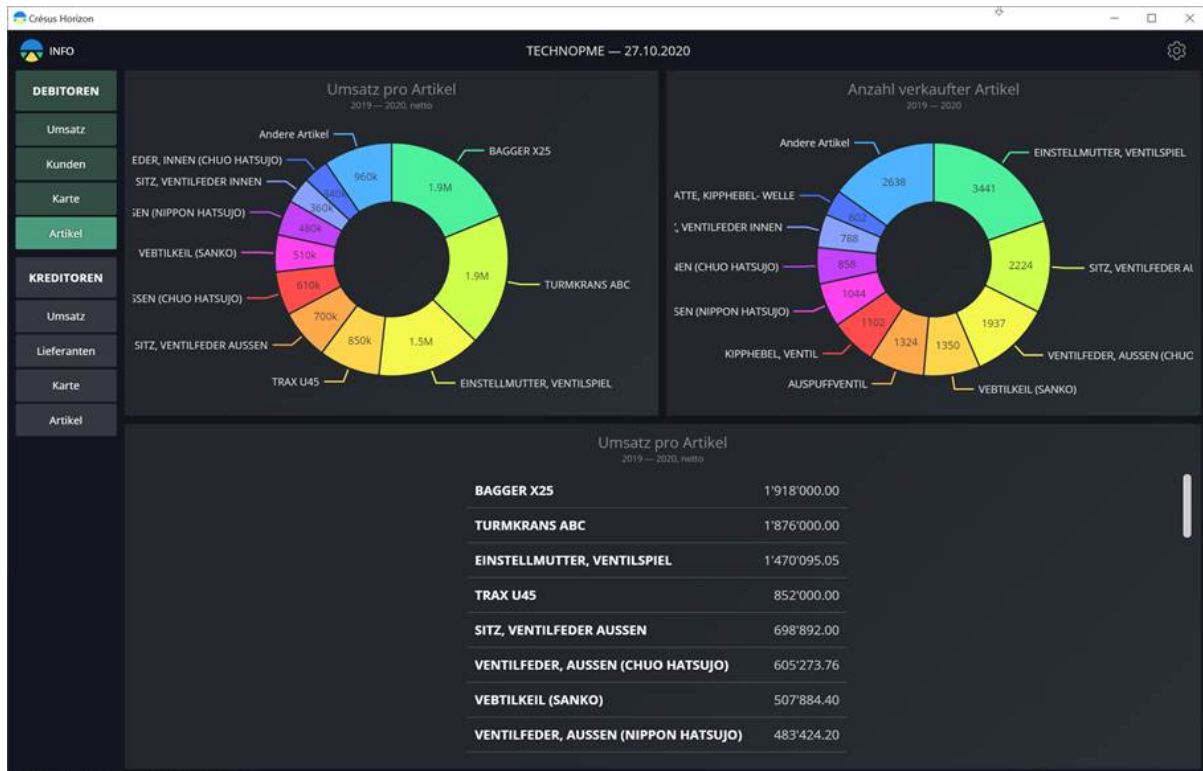 Crésus Horizon
INFO
TECHNOPME — 27.10.2020
DEBITOREN
Umsatz
Kunden
Karte
Artikel
KREDITOREN
Umsatz
Lieferanten
Karte
Artikel
Umsatz pro Artikel
2019 — 2020, netto
Andere Artikel
EDER, INNEN (CHUO HATSUJO)
SITZ, VENTILFEDER INNEN
SEN (NIPPON HATSUJO)
VEBTILKEIL (SANKO)
SSEN (CHUO HATSUJO)
SITZ, VENTILFEDER AUSSEN
TRAX U45
EINSTELLMUTTER, VENTILSPIEL
TURMKRANS ABC
BAGGER X25
960k
340k
360k
480k
510k
610k
700k
850k
1.5M
1.9M
1.9M
Anzahl verkaufter Artikel
2019 — 2020
Andere Artikel
ATTE, KIPPHEBEL- WELLE
, VENTILFEDER INNEN
EN (CHUO HATSUJO)
SEN (NIPPON HATSUJO)
KIPPHEBEL, VENTIL
AUSPUFFVENTIL
VEBTILKEIL (SANKO)
VENTILFEDER, AUSSEN (CHUO
SITZ, VENTILFEDER AU
EINSTELLMUTTER, VENTILSPIEL
2638
602
788
858
1044
1102
1324
1350
1937
2224
3441
Umsatz pro Artikel
2019 — 2020, netto
BAGGER X25 1'918'000.00
TURMKRANS ABC 1'876'000.00
EINSTELLMUTTER, VENTILSPIEL 1'470'095.05
TRAX U45 852'000.00
SITZ, VENTILFEDER AUSSEN 698'892.00
VENTILFEDER, AUSSEN (CHUO HATSUJO) 605'273.76
VEBTILKEIL (SANKO) 507'884.40
VENTILFEDER, AUSSEN (NIPPON HATSUJO) 483'424.20